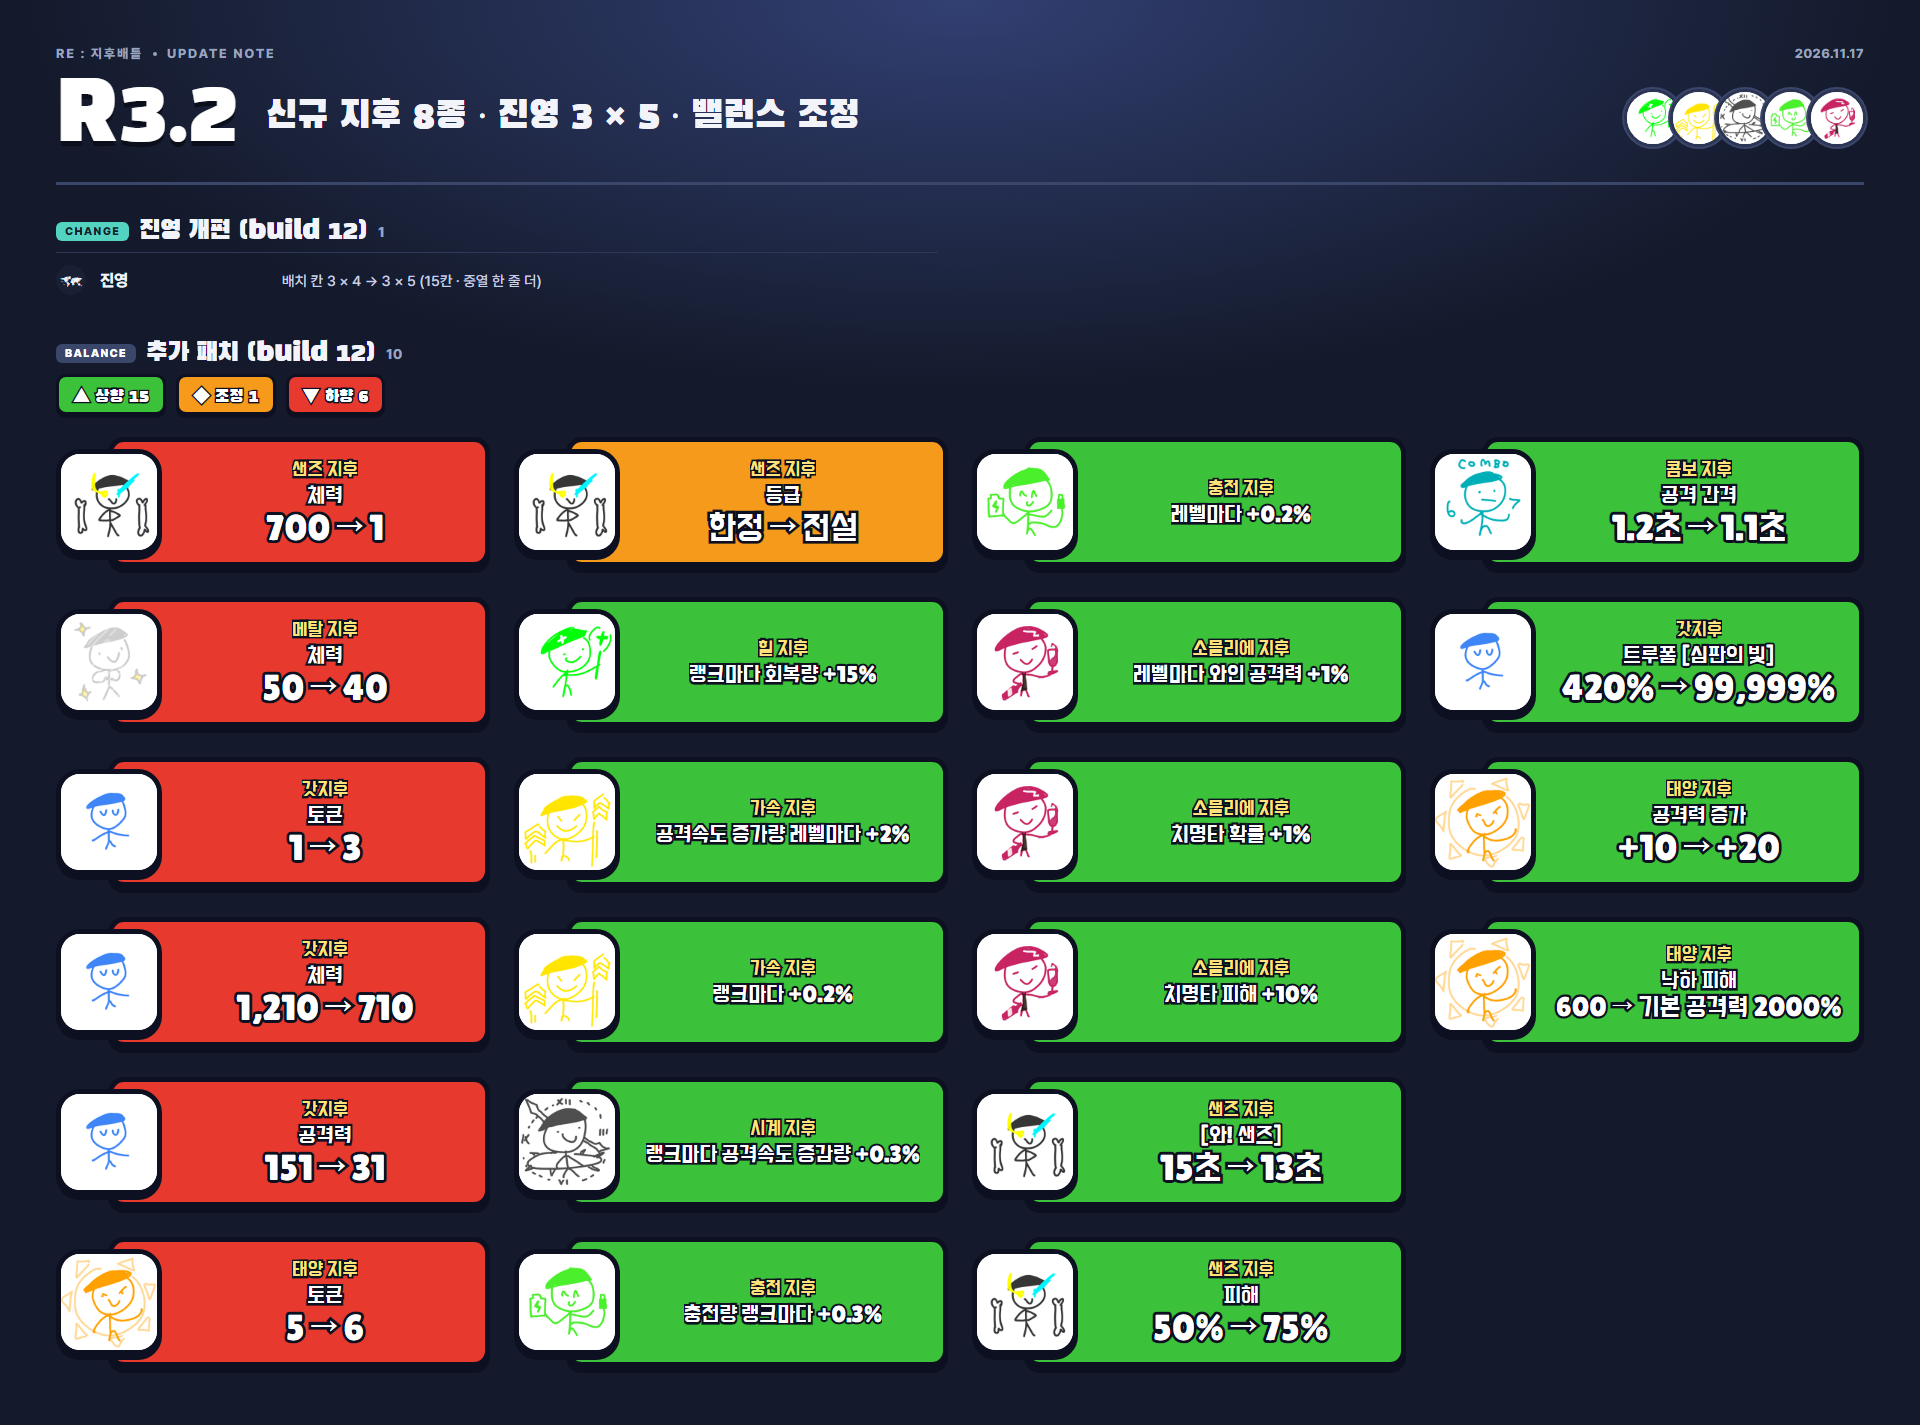 RE : 지후배틀 • UPDATE NOTE
2026.11.17
R3.2 신규 지후 8종 · 진영 3 × 5 · 밸런스 조정
CHANGE 진영 개편 (build 12) 1
진영 배치 칸 3 × 4 → 3 × 5 (15칸 · 중열 한 줄 더)
BALANCE 추가 패치 (build 12) 10
▲ 상향 15
◆ 조정 1
▼ 하향 6
샌즈 지후
체력
700 → 1
샌즈 지후
등급
한정 → 전설
충전 지후
레벨마다 +0.2%
COMBO
6 7
콤보 지후
공격 간격
1.2초 → 1.1초
메탈 지후
체력
50 → 40
힐 지후
랭크마다 회복량 +15%
소믈리에 지후
레벨마다 와인 공격력 +1%
갓지후
트루폼 [심판의 빛]
420% → 99,999%
갓지후
토큰
1 → 3
가속 지후
공격속도 증가량 레벨마다 +2%
소믈리에 지후
치명타 확률 +1%
태양 지후
공격력 증가
+10 → +20
갓지후
체력
1,210 → 710
가속 지후
랭크마다 +0.2%
소믈리에 지후
치명타 피해 +10%
태양 지후
낙하 피해
600 → 기본 공격력 2000%
갓지후
공격력
151 → 31
XII
VI
시계 지후
랭크마다 공격속도 증감량 +0.3%
샌즈 지후
[와! 샌즈]
15초 → 13초
태양 지후
토큰
5 → 6
충전 지후
충전량 랭크마다 +0.3%
샌즈 지후
피해
50% → 75%